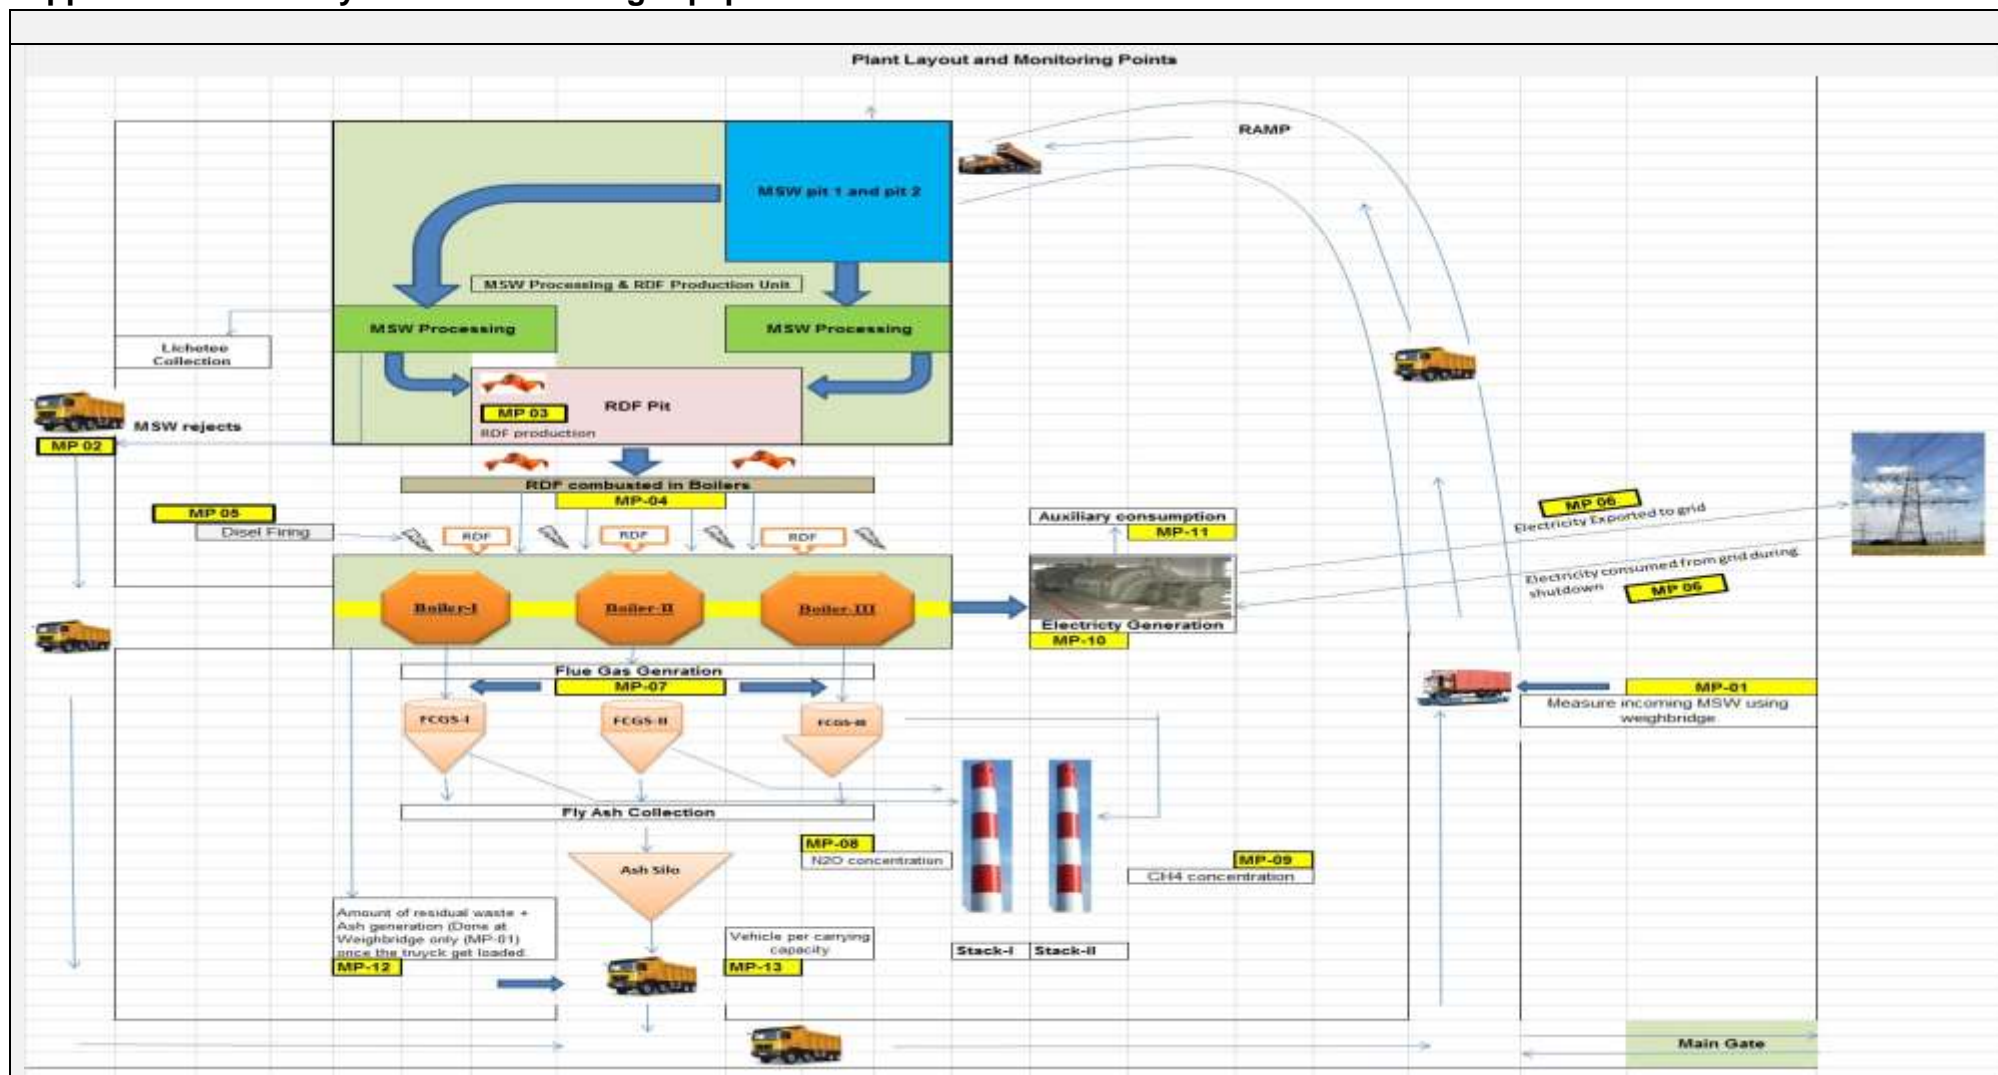 Plant Layout and Monitoring Points
RAMP
MSW pit 1 and pit 2
MSW Processing & RDF Production Unit
MSW Processing
MSW Processing
Lichetee
Collection
RDF Pit
MP 03
RDF production
MSW rejects
MP 02
RDF combusted in Boilers
MP-04
MP 05
Disel Firing
RDF
RDF
RDF
Auxiliary consumption
MP-11
MP 06
Electricity Exported to grid
Electricity consumed from grid during
shutdown
MP 06
Boiler-I
Boiler-II
Boiler-III
Electricty Generation
MP-10
Flue Gas Genration
MP-07
MP-01
Measure incoming MSW using
weighbridge
FCGS-I
FCGS-II
FCGS-III
Fly Ash Collection
MP-08
N2O concentration
MP-09
CH4 concentration
Ash Silo
Amount of residual waste +
Ash generation (Done at
Weighbridge only (MP-01)
once the truyck get loaded.
MP-12
Vehicle per carrying
capacity
MP-13
Stack-I
Stack-II
Main Gate